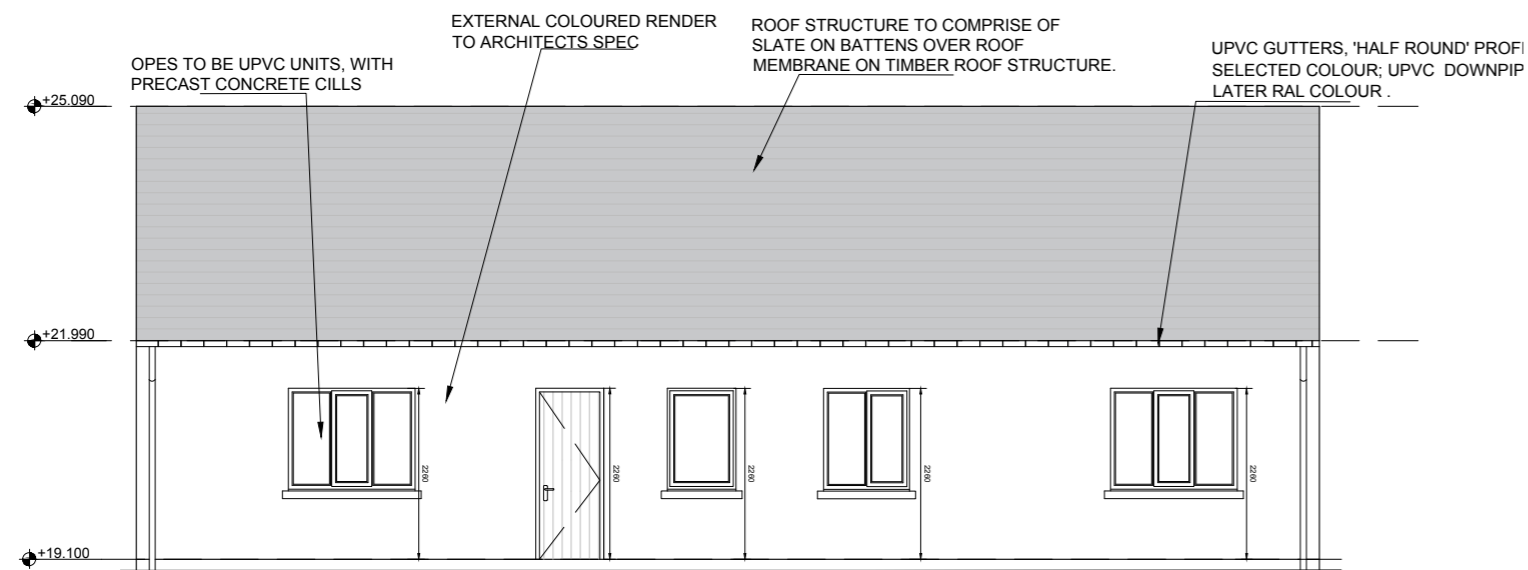 EXTERNAL COLOURED RENDER
TO ARCHITECTS SPEC
ROOF STRUCTURE TO COMPRISE OF
SLATE ON BATTENS OVER ROOF
MEMBRANE ON TIMBER ROOF STRUCTURE.
UPVC GUTTERS, 'HALF ROUND' PROFI
SELECTED COLOUR; UPVC DOWNPIP
LATER RAL COLOUR .
OPES TO BE UPVC UNITS, WITH
PRECAST CONCRETE CILLS
+25.090
+21.990
2260
2260
2260
2260
2260
+19.100